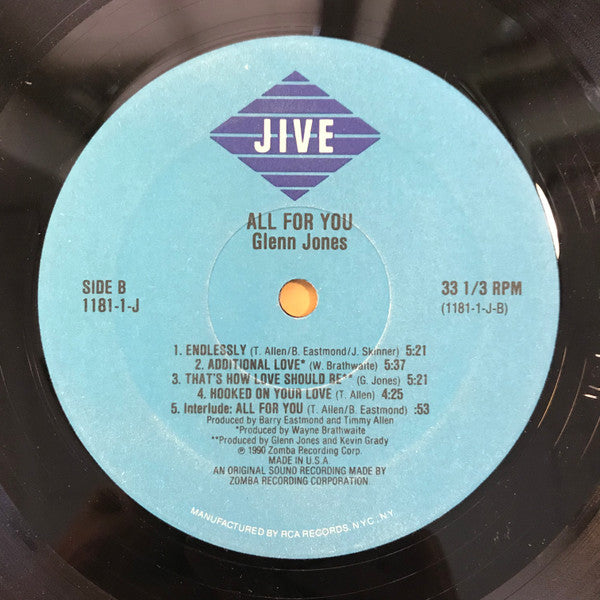 JIVE
ALL FOR YOU
Glenn Jones
SIDE B
1181-1-J
33 1/3 RPM
(1181-1-J-B)
1. ENDLESSLY (T. Allen/B. Eastmond/J. Skinner) 5:21
2. ADDITIONAL LOVE* (W. Brathwaite) 5:37
3. THAT'S HOW LOVE SHOULD BE** (G. Jones) 5:21
4. HOOKED ON YOUR LOVE (T. Allen) 4:25
5. Interlude: ALL FOR YOU (T. Allen/B. Eastmond) :53
Produced by Barry Eastmond and Timmy Allen
*Produced by Wayne Brathwaite
**Produced by Glenn Jones and Kevin Grady
℗ 1990 Zomba Recording Corp.
MADE IN U.S.A.
AN ORIGINAL SOUND RECORDING MADE BY
ZOMBA RECORDING CORPORATION.
MANUFACTURED BY RCA RECORDS, NYC, NY.